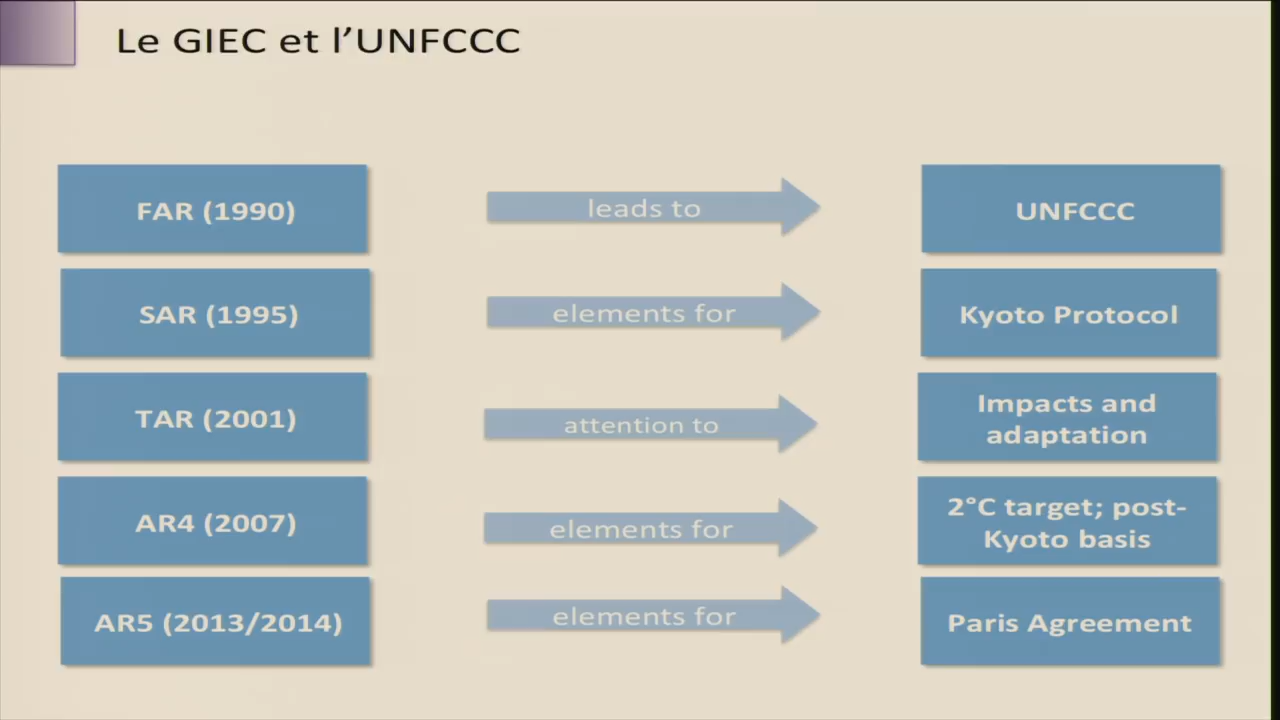 Le GIEC et l’UNFCCC
FAR (1990)
leads to
UNFCCC
SAR (1995)
elements for
Kyoto Protocol
TAR (2001)
attention to
Impacts and
adaptation
AR4 (2007)
elements for
2°C target; post-
Kyoto basis
AR5 (2013/2014)
elements for
Paris Agreement